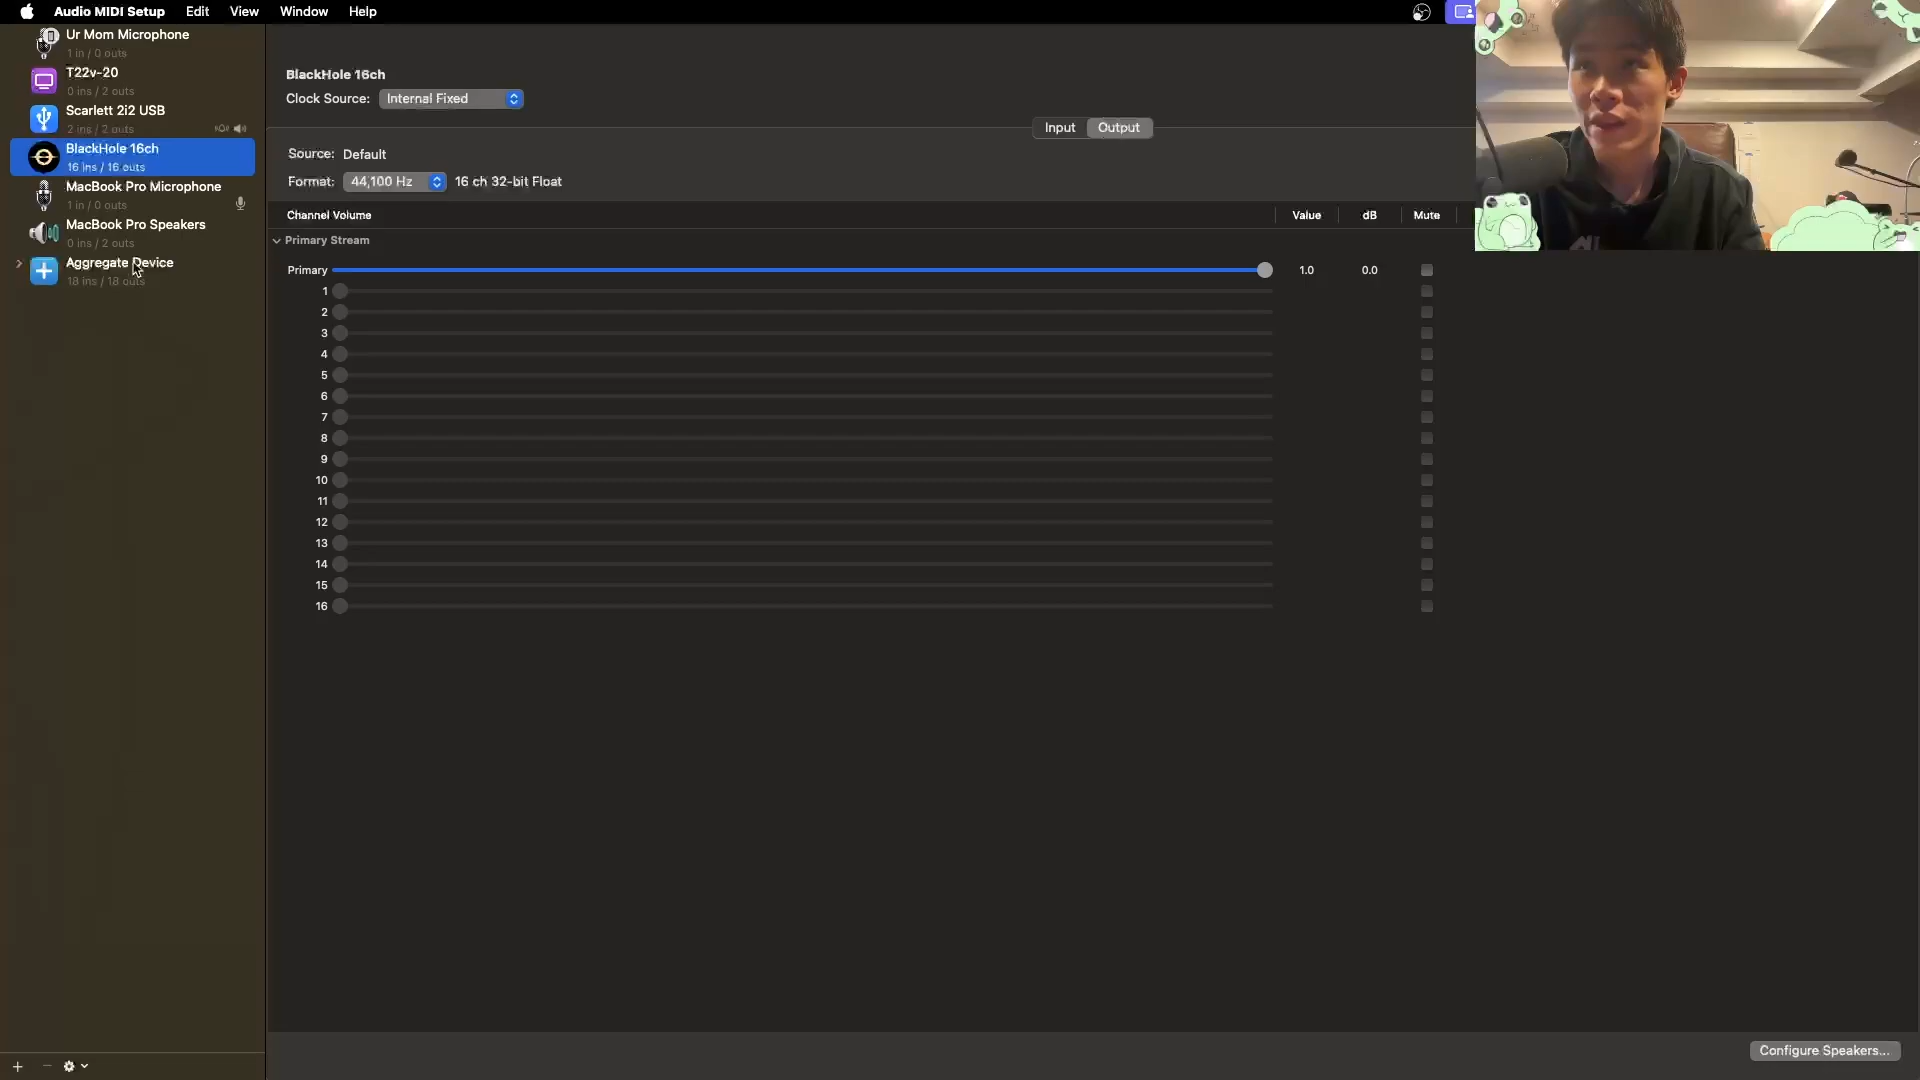 Audio MIDI Setup Edit View Window Help
Ur Mom Microphone
1 in / 0 outs
T22v-20
0 ins / 2 outs
Scarlett 2i2 USB
2 ins / 2 outs
BlackHole 16ch
16 ins / 16 outs
MacBook Pro Microphone
1 in / 0 outs
MacBook Pro Speakers
0 ins / 2 outs
Aggregate Device
18 ins / 18 outs
BlackHole 16ch
Clock Source: Internal Fixed
Input Output
Source: Default
Format: 44,100 Hz 16 ch 32-bit Float
Channel Volume Value dB Mute
Primary Stream
Primary 1.0 0.0
1
2
3
4
5
6
7
8
9
10
11
12
13
14
15
16
Configure Speakers...